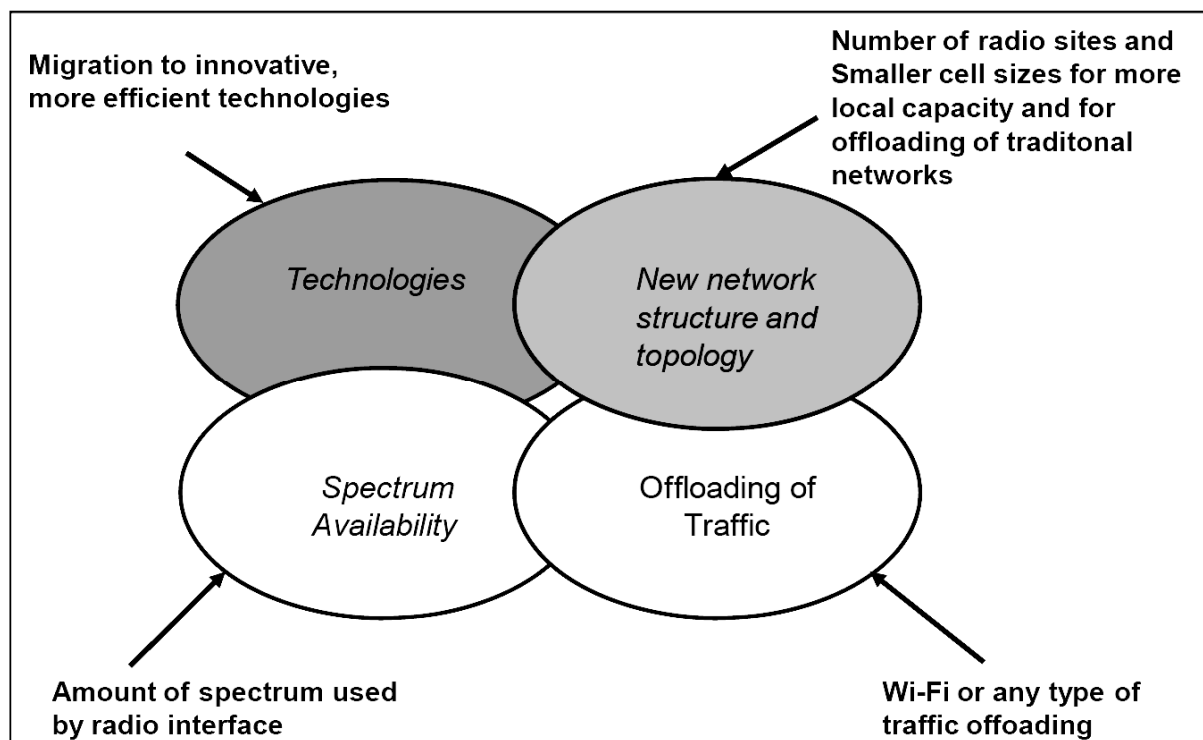 Migration to innovative,
more efficient technologies
Number of radio sites and
Smaller cell sizes for more
local capacity and for
offloading of traditonal
networks
Technologies
New network
structure and
topology
Spectrum
Availability
Offloading of
Traffic
Amount of spectrum used
by radio interface
Wi-Fi or any type of
traffic offoading